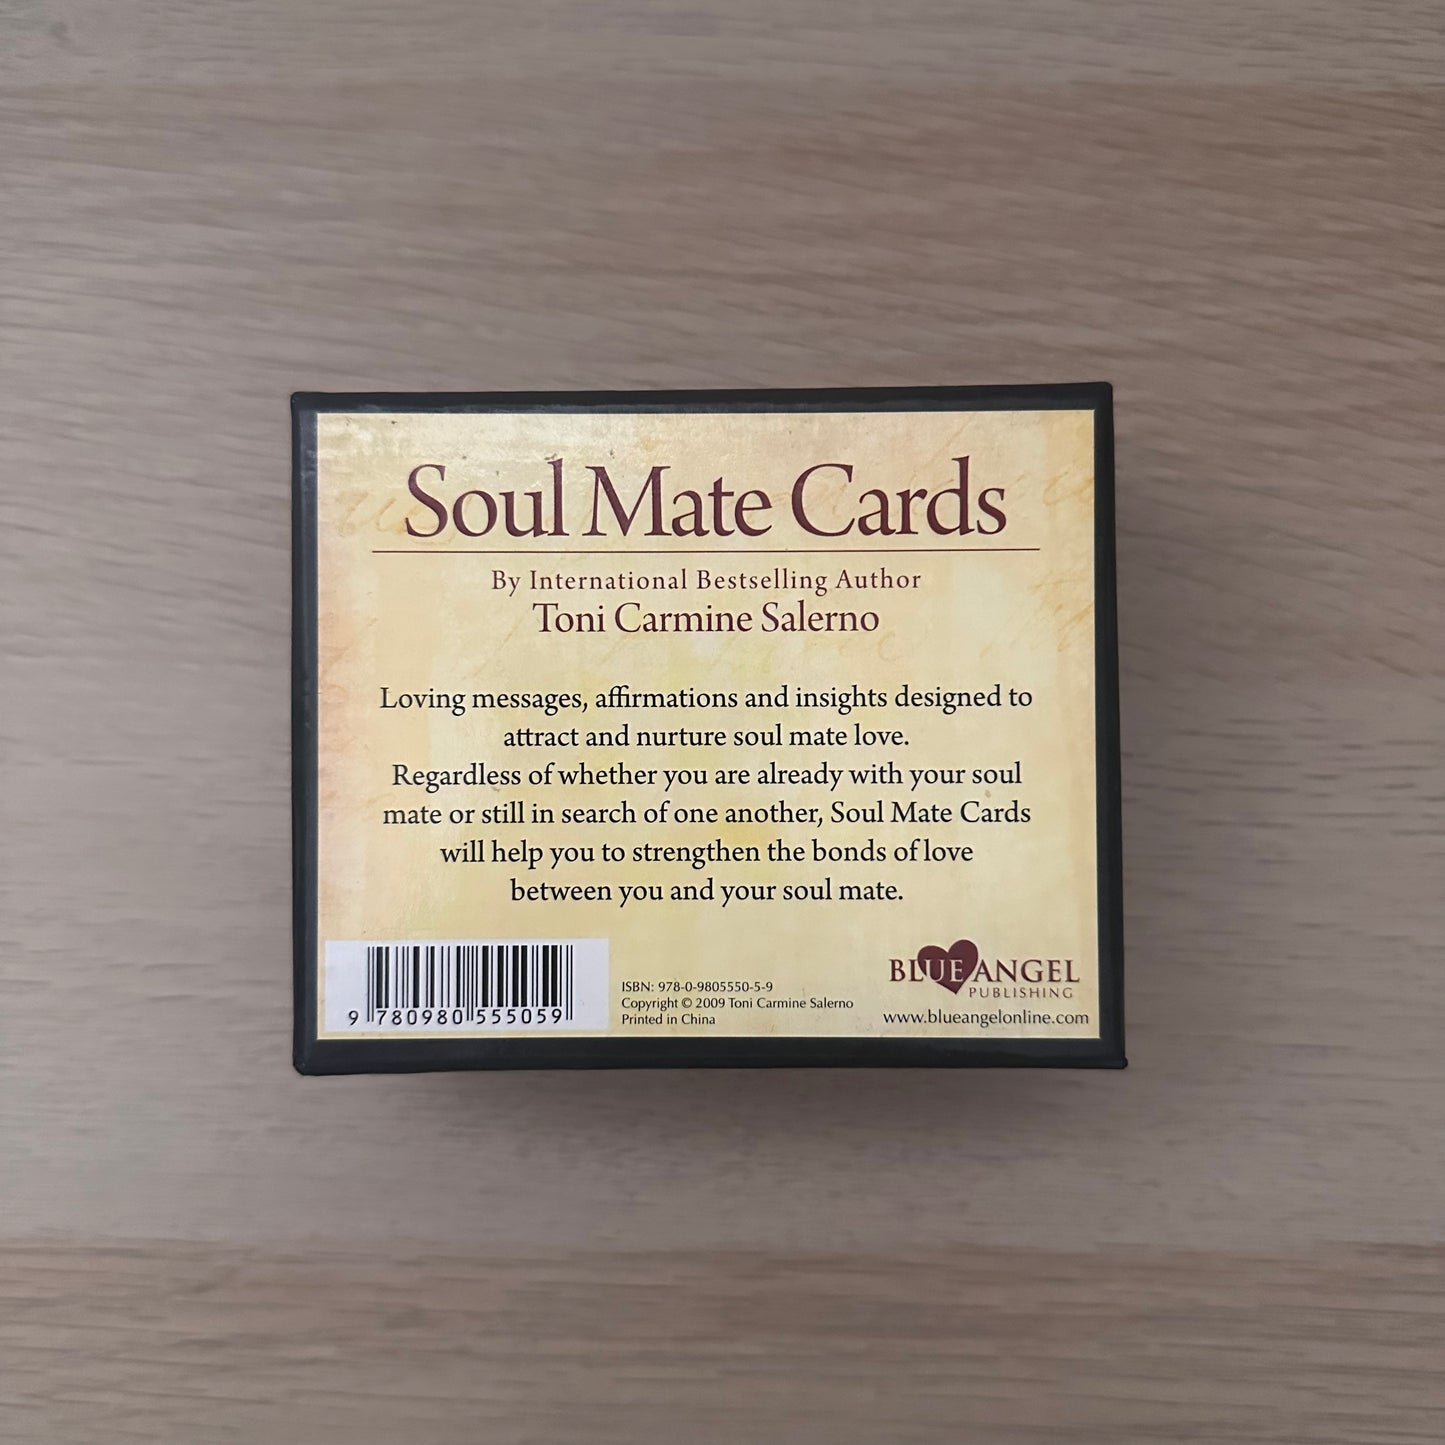 Soul Mate Cards
By International Bestselling Author
Toni Carmine Salerno
Loving messages, affirmations and insights designed to
attract and nurture soul mate love.
Regardless of whether you are already with your soul
mate or still in search of one another, Soul Mate Cards
will help you to strengthen the bonds of love
between you and your soul mate.
9 780980 555059
ISBN: 978-0-9805550-5-9
Copyright © 2009 Toni Carmine Salerno
Printed in China
BLUE ANGEL
PUBLISHING
www.blueangelonline.com